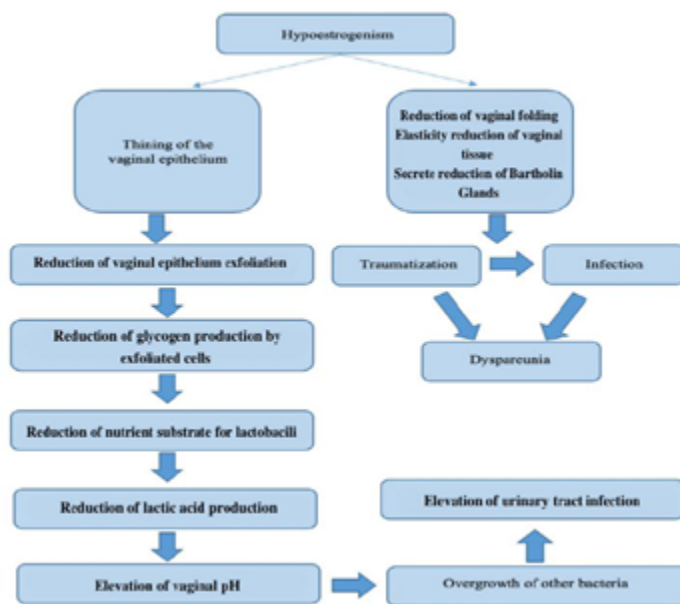 Hypoestrogenism
Thining of the
vaginal epithelium
Reduction of vaginal folding
Elasticity reduction of vaginal
tissue
Secrete reduction of Bartholin
Glands
Reduction of vaginal epithelium exfoliation
Traumatization
Infection
Reduction of glycogen production by
exfoliated cells
Dyspareunia
Reduction of nutrient substrate for lactobacili
Reduction of lactic acid production
Elevation of urinary tract infection
Elevation of vaginal pH
Overgrowth of other bacteria